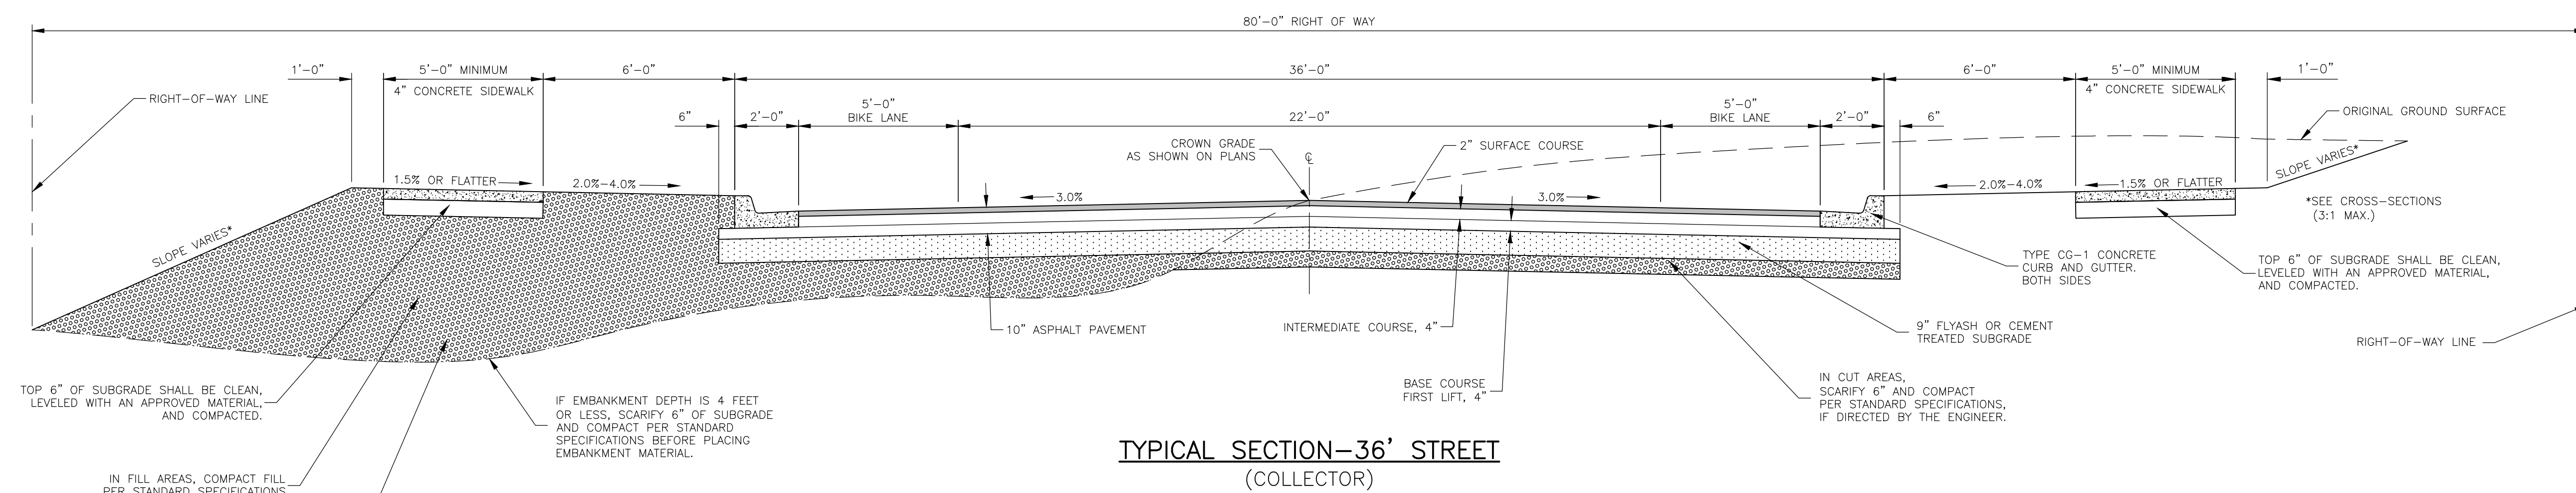 80'-0" RIGHT OF WAY
1'-0"
5'-0" MINIMUM
4" CONCRETE SIDEWALK
6'-0"
36'-0"
6'-0"
5'-0" MINIMUM
4" CONCRETE SIDEWALK
1'-0"
RIGHT-OF-WAY LINE
6"
2'-0"
5'-0"
BIKE LANE
22'-0"
5'-0"
BIKE LANE
2'-0"
6"
ORIGINAL GROUND SURFACE
CROWN GRADE
AS SHOWN ON PLANS
℄
2" SURFACE COURSE
SLOPE VARIES*
1.5% OR FLATTER
2.0%-4.0%
3.0%
3.0%
2.0%-4.0%
1.5% OR FLATTER
SLOPE VARIES*
*SEE CROSS-SECTIONS
(3:1 MAX.)
TYPE CG-1 CONCRETE
CURB AND GUTTER.
BOTH SIDES
TOP 6" OF SUBGRADE SHALL BE CLEAN,
LEVELED WITH AN APPROVED MATERIAL,
AND COMPACTED.
10" ASPHALT PAVEMENT
INTERMEDIATE COURSE, 4"
9" FLYASH OR CEMENT
TREATED SUBGRADE
RIGHT-OF-WAY LINE
TOP 6" OF SUBGRADE SHALL BE CLEAN,
LEVELED WITH AN APPROVED MATERIAL,
AND COMPACTED.
IF EMBANKMENT DEPTH IS 4 FEET
OR LESS, SCARIFY 6" OF SUBGRADE
AND COMPACT PER STANDARD
SPECIFICATIONS BEFORE PLACING
EMBANKMENT MATERIAL.
BASE COURSE
FIRST LIFT, 4"
IN CUT AREAS,
SCARIFY 6" AND COMPACT
PER STANDARD SPECIFICATIONS,
IF DIRECTED BY THE ENGINEER.
TYPICAL SECTION-36' STREET
(COLLECTOR)
IN FILL AREAS, COMPACT FILL
PER STANDARD SPECIFICATIONS